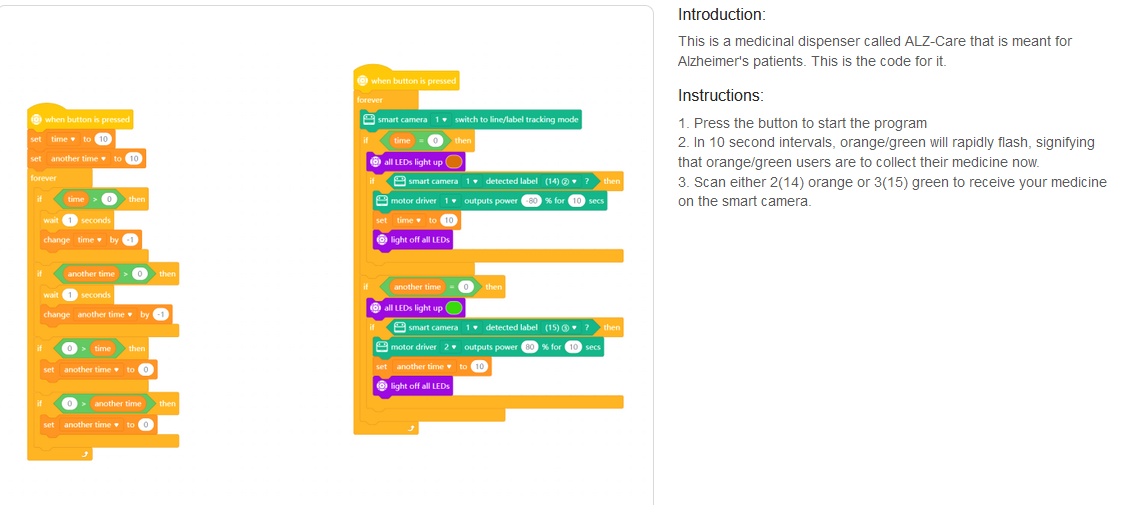 when button is pressed
set time ▾ to 10
set another time ▾ to 10
forever
if time > 0 then
wait 1 seconds
change time ▾ by -1
if another time > 0 then
wait 1 seconds
change another time ▾ by -1
if 0 > time then
set another time ▾ to 0
if 0 > another time then
set another time ▾ to 0
when button is pressed
forever
smart camera 1 ▾ switch to line/label tracking mode
if time = 0 then
all LEDs light up
if smart camera 1 ▾ detected label (14) ② ▾ ? then
motor driver 1 ▾ outputs power -80 % for 10 secs
set time ▾ to 10
light off all LEDs
if another time = 0 then
all LEDs light up
if smart camera 1 ▾ detected label (15) ③ ▾ ? then
motor driver 2 ▾ outputs power 80 % for 10 secs
set another time ▾ to 10
light off all LEDs
Introduction:
This is a medicinal dispenser called ALZ-Care that is meant for
Alzheimer's patients. This is the code for it.
Instructions:
1. Press the button to start the program
2. In 10 second intervals, orange/green will rapidly flash, signifying
that orange/green users are to collect their medicine now.
3. Scan either 2(14) orange or 3(15) green to receive your medicine
on the smart camera.